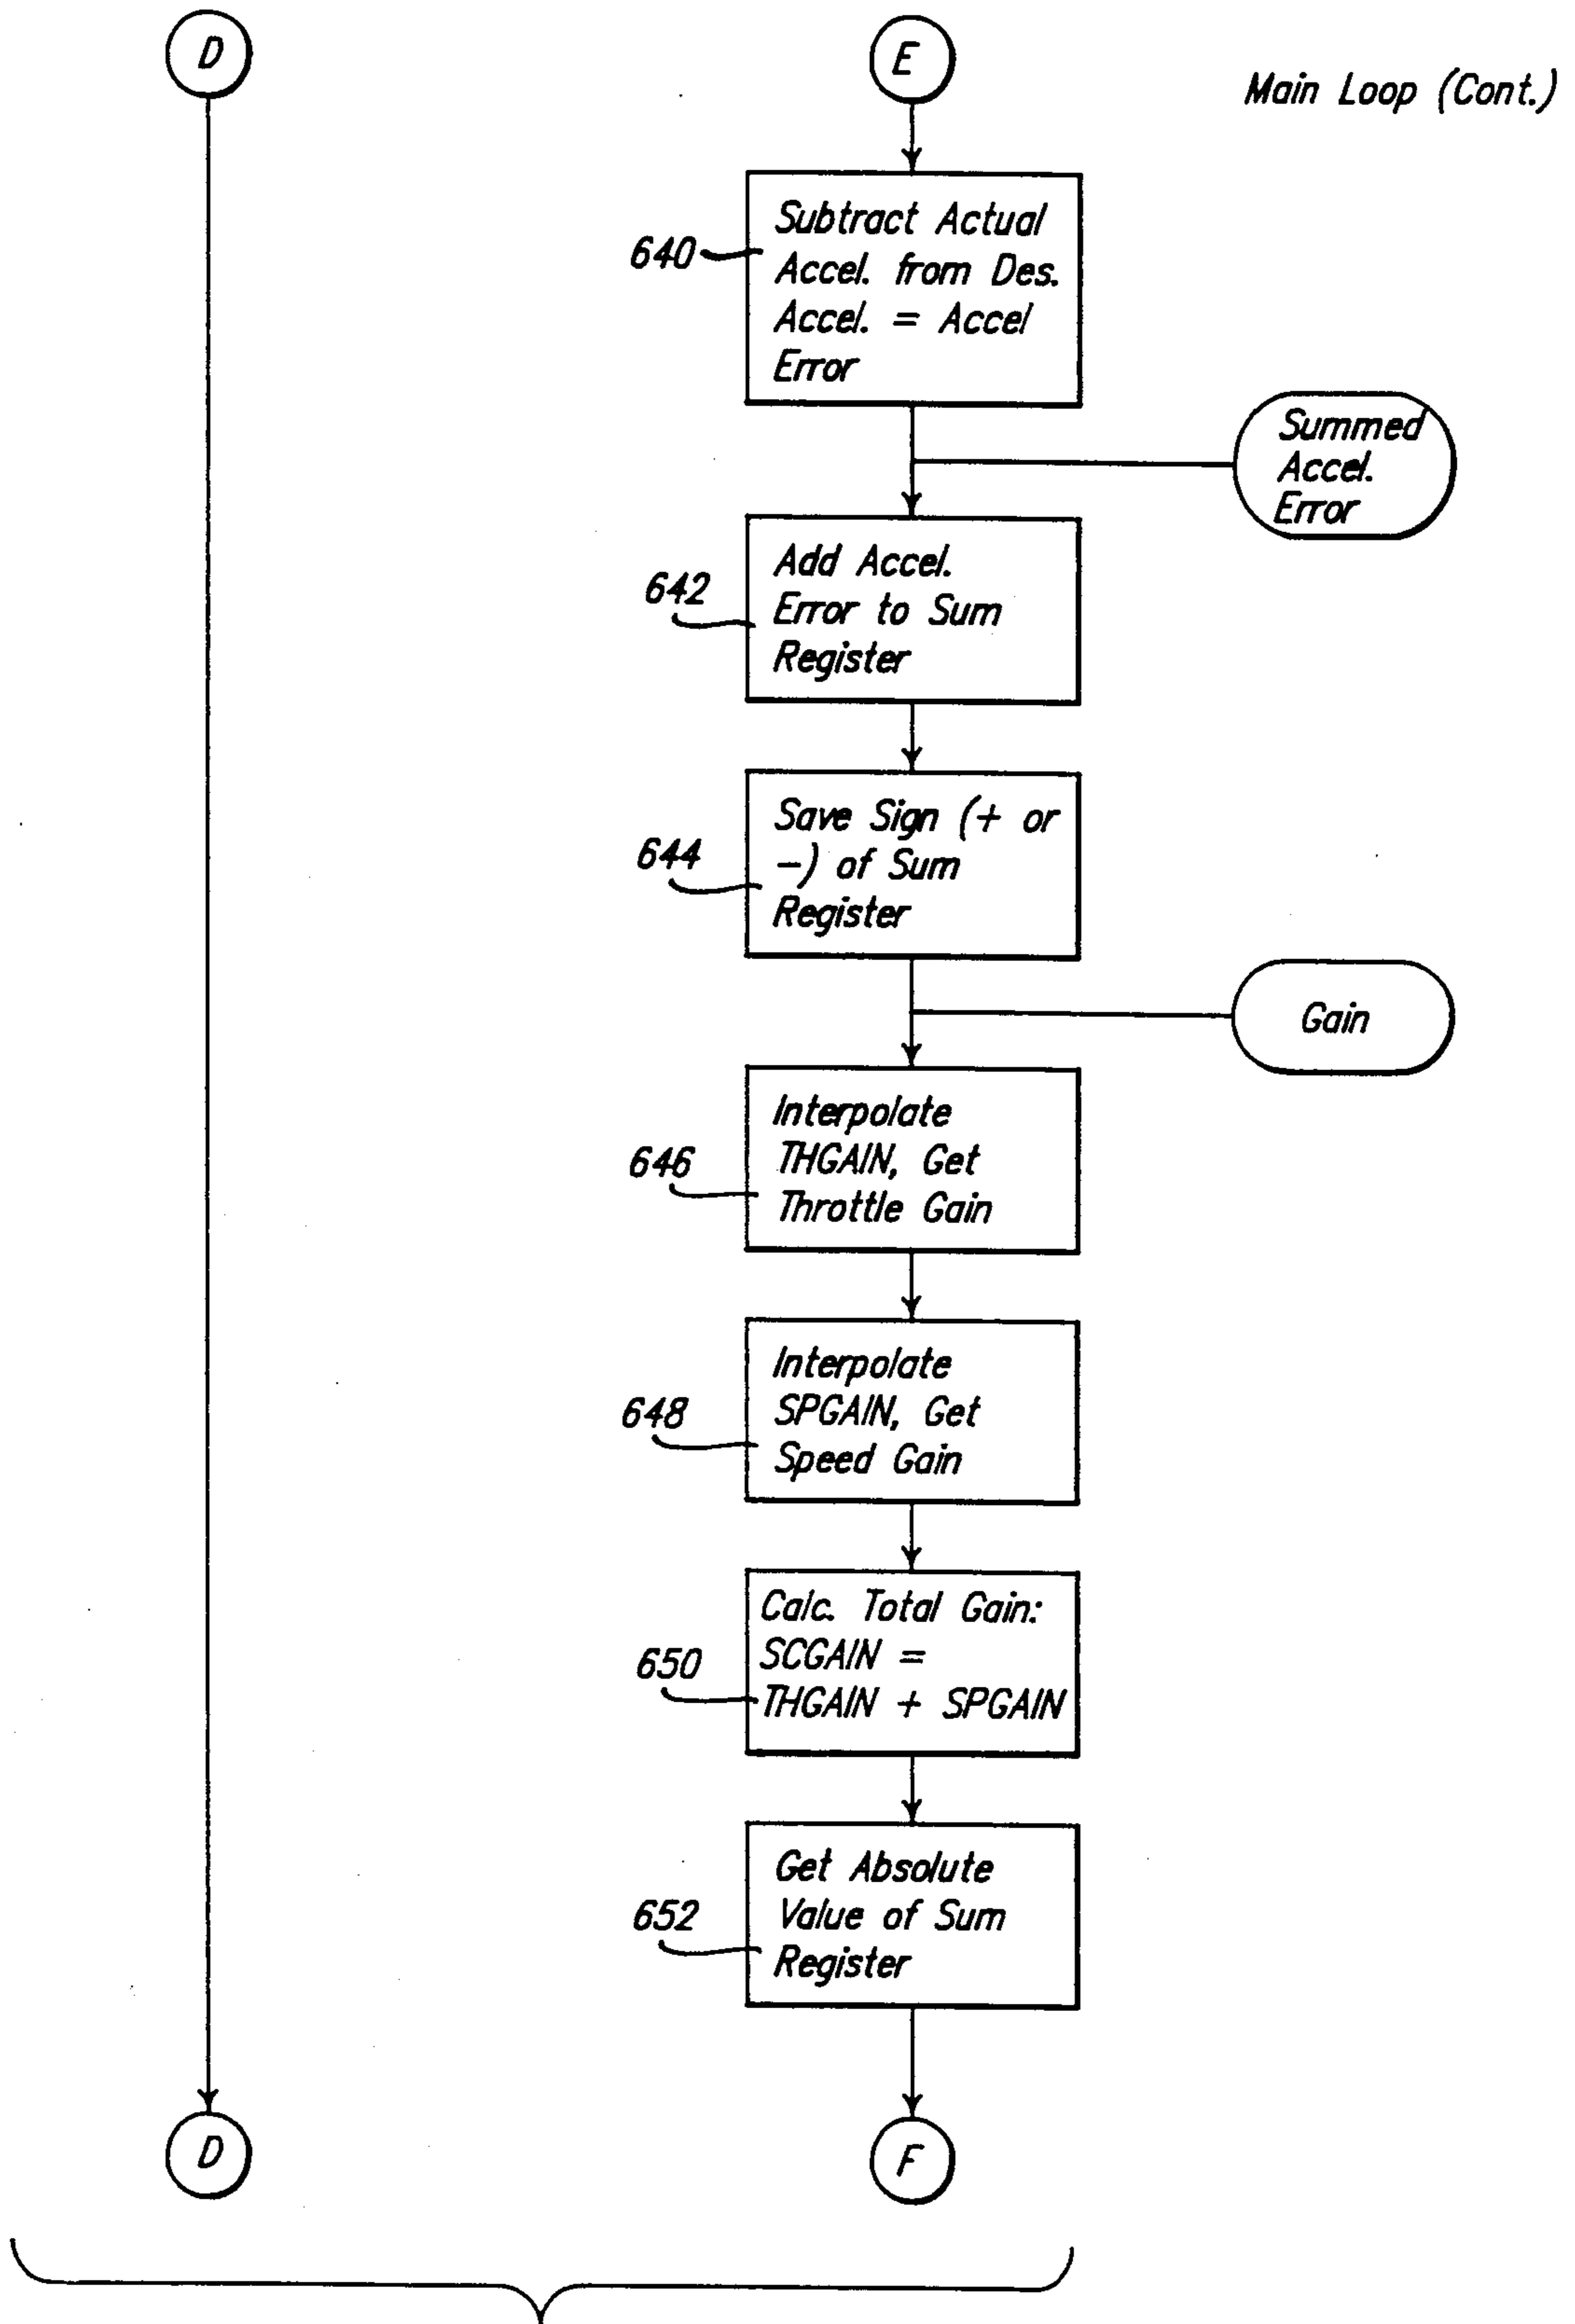 D
E
Main Loop (Cont.)
Subtract Actual
640
Accel. from Des.
Accel. = Accel
Error
Summed
Accel.
Error
Add Accel.
642
Error to Sum
Register
Save Sign (+ or
644
–) of Sum
Register
Gain
Interpolate
646
THGAIN, Get
Throttle Gain
Interpolate
648
SPGAIN, Get
Speed Gain
Calc. Total Gain:
650
SCGAIN =
THGAIN + SPGAIN
Get Absolute
652
Value of Sum
Register
D
F